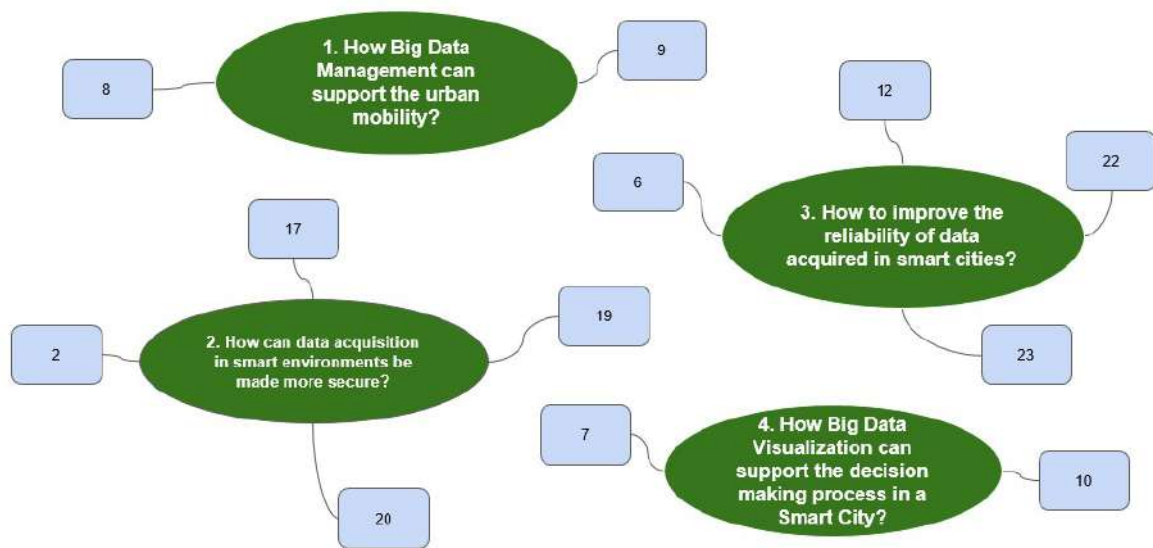 1. How Big Data
Management can
support the urban
mobility?
8
9
12
6
22
3. How to improve the
reliability of data
acquired in smart cities?
23
17
2
19
2. How can data acquisition
in smart environments be
made more secure?
20
7
4. How Big Data
Visualization can
support the decision
making process in a
Smart City?
10